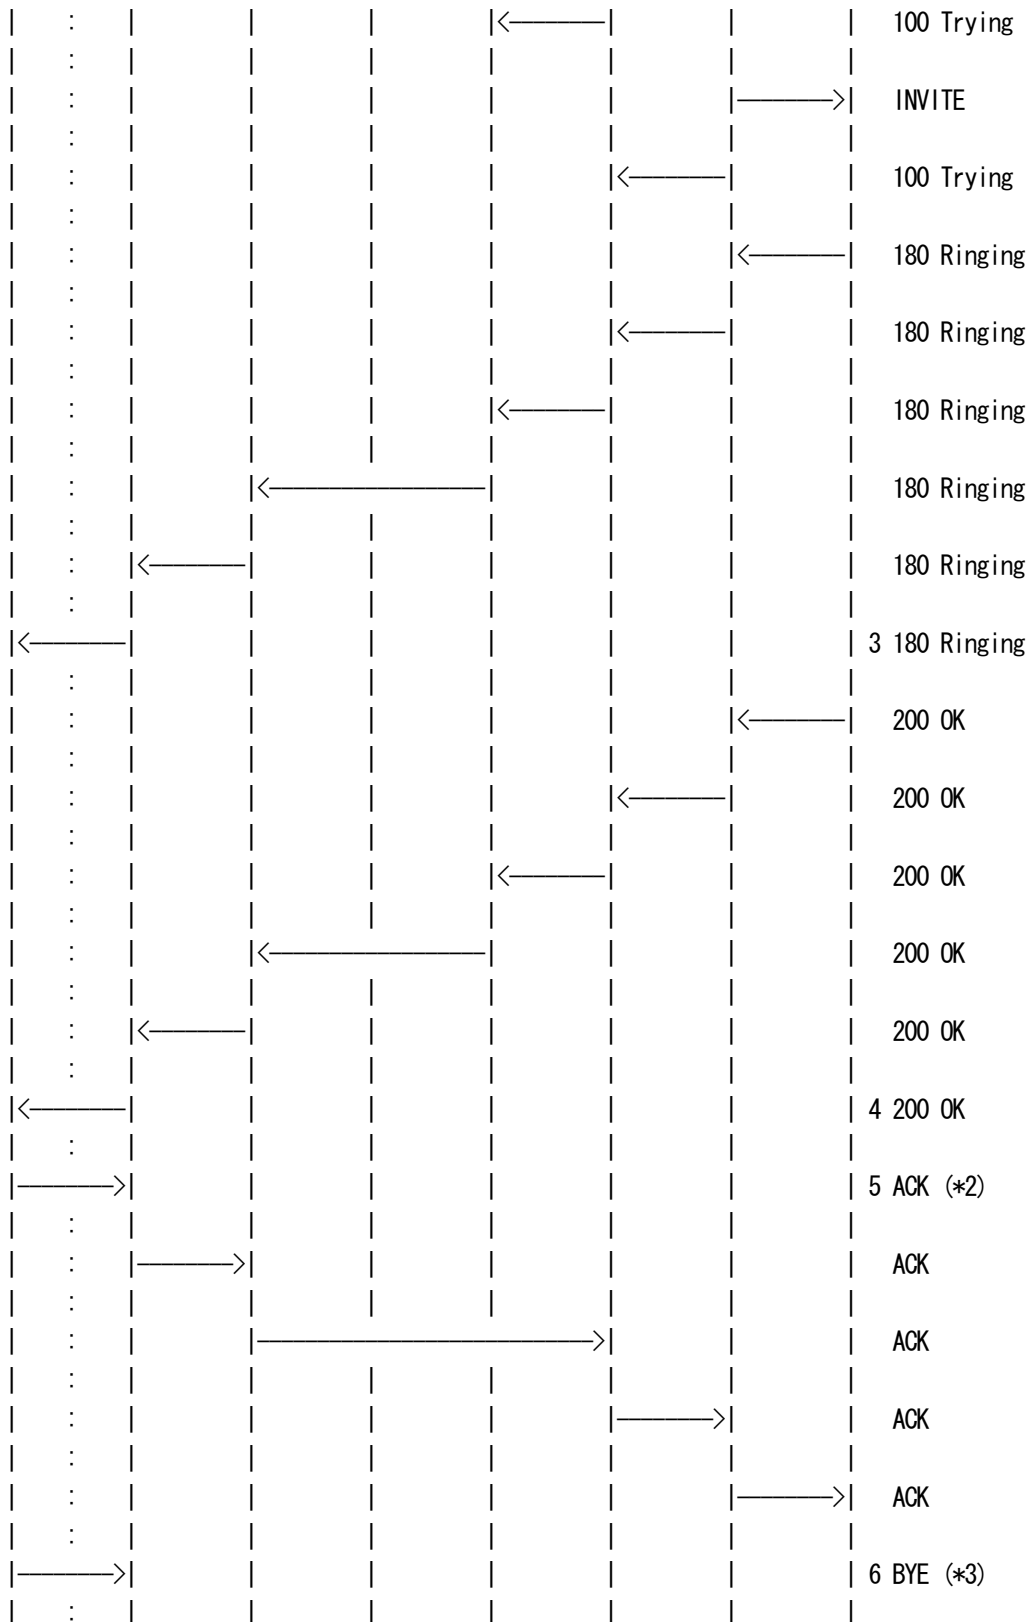 100 Trying
INVITE
100 Trying
180 Ringing
180 Ringing
180 Ringing
180 Ringing
180 Ringing
3 180 Ringing
200 OK
200 OK
200 OK
200 OK
200 OK
4 200 OK
5 ACK (*2)
ACK
ACK
ACK
ACK
6 BYE (*3)